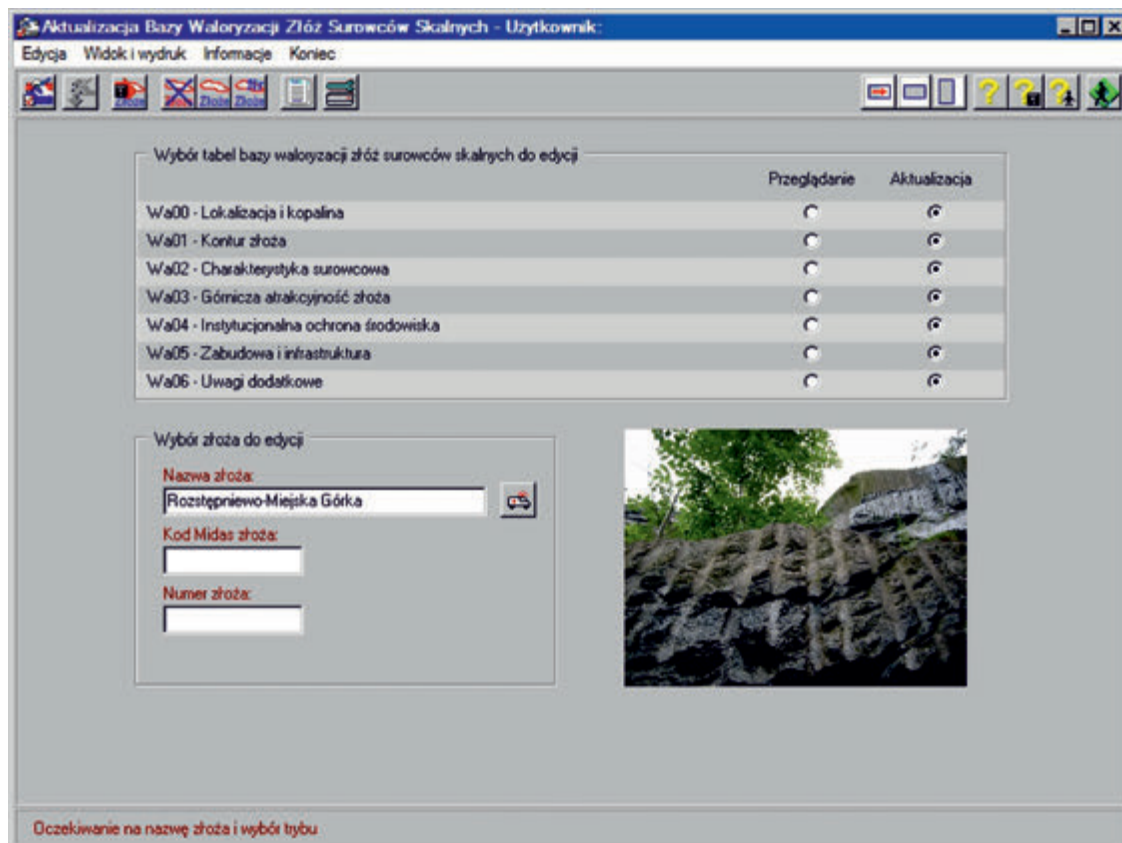 Aktualizacja Bazy Waloryzacji Złóż Surowców Skalnych - Użytkownik:
Edycja Widok i wydruk Informacje Koniec
Złoże Złoże Złoże
Wybór tabel bazy waloryzacji złóż surowców skalnych do edycji
Przeglądanie Aktualizacja
Wa00 - Lokalizacja i kopalina
Wa01 - Kontur złoża
Wa02 - Charakterystyka surowcowa
Wa03 - Górnicza atrakcyjność złoża
Wa04 - Instytucjonalna ochrona środowiska
Wa05 - Zabudowa i infrastruktura
Wa06 - Uwagi dodatkowe
Wybór złoża do edycji
Nazwa złoża:
Rozstępniewo-Miejska Górka
Kod Midas złoża:
Numer złoża:
Oczekiwanie na nazwę złoża i wybór trybu